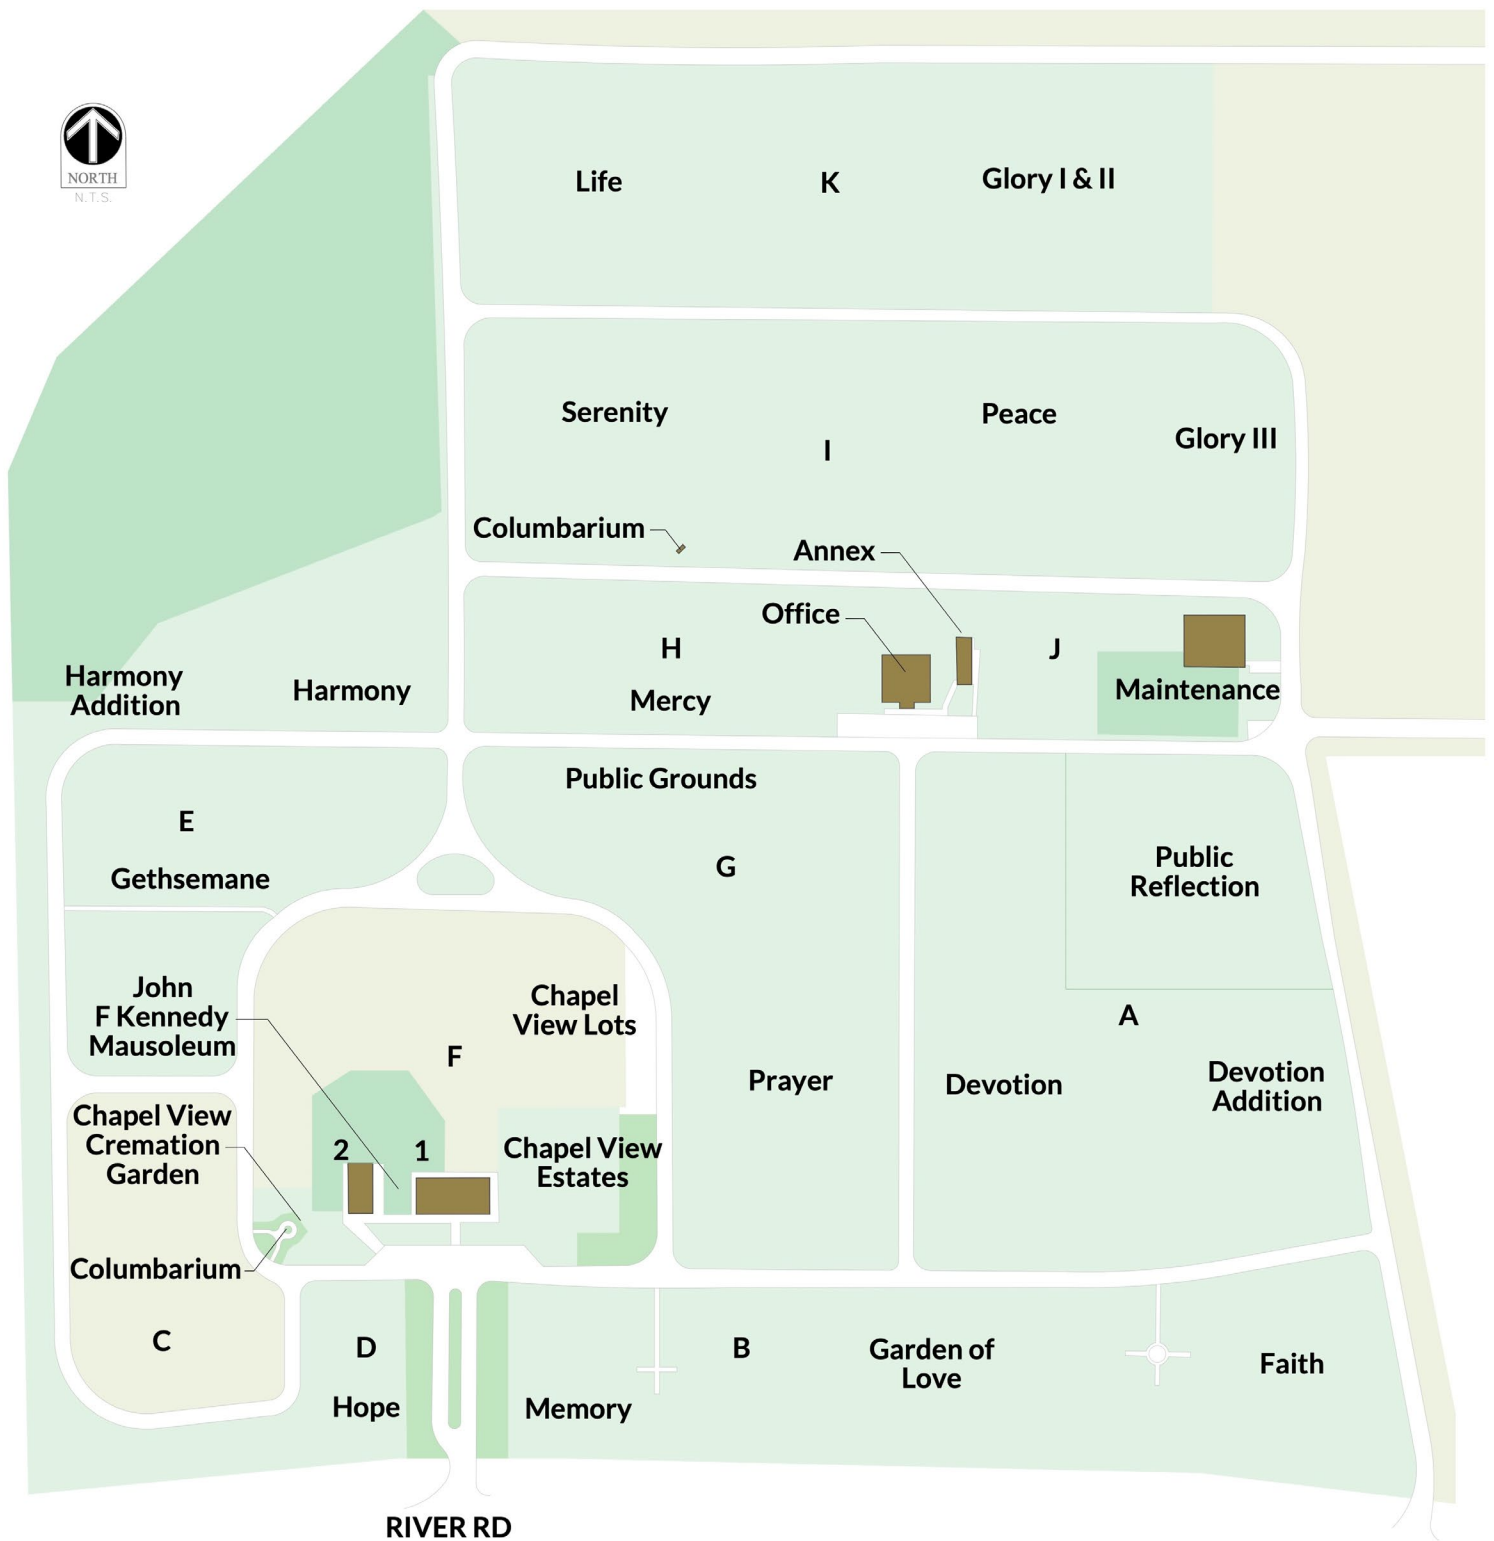 NORTH
N.T.S.
Life
K
Glory I & II
Serenity
Peace
I
Glory III
Columbarium
Annex
Office
H
J
Mercy
Maintenance
Harmony
Addition
Harmony
Public Grounds
E
Gethsemane
G
Public
Reflection
John
F Kennedy
Mausoleum
Chapel
View Lots
F
A
Prayer
Devotion
Devotion
Addition
Chapel View
Cremation
Garden
2
1
Chapel View
Estates
Columbarium
C
D
Hope
Memory
B
Garden of
Love
Faith
RIVER RD